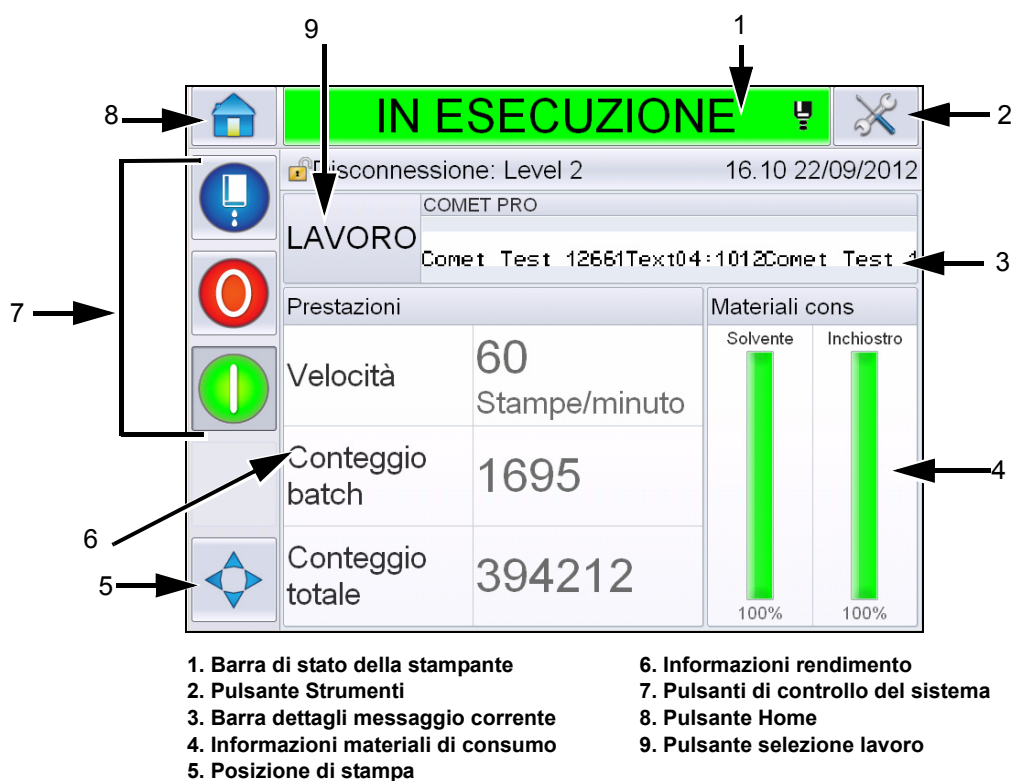 9
1
8
IN ESECUZIONE
2
Disconnessione: Level 2
16.10 22/09/2012
LAVORO
COMET PRO
Comet Test 12661Text04:1012Comet Test
3
7
Prestazioni
Materiali cons
Velocità
60
Stampe/minuto
Solvente
Inchiostro
Conteggio
batch
1695
4
6
Conteggio
totale
394212
5
100%
100%
1. Barra di stato della stampante
2. Pulsante Strumenti
3. Barra dettagli messaggio corrente
4. Informazioni materiali di consumo
5. Posizione di stampa
6. Informazioni rendimento
7. Pulsanti di controllo del sistema
8. Pulsante Home
9. Pulsante selezione lavoro